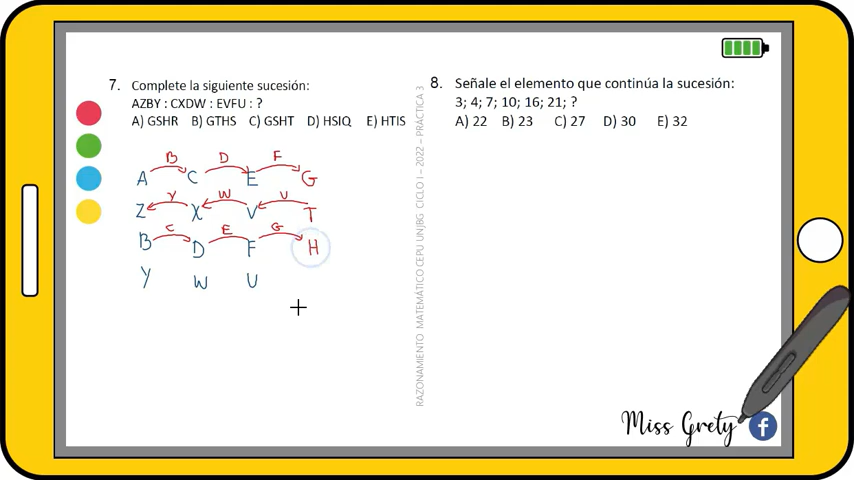 7. Complete la siguiente sucesión:
AZBY : CXDW : EVFU : ?
A) GSHR B) GTHS C) GSHT D) HSIQ E) HTIS
B D F
A C E G
Y W U
Z X V T
C E G
B D F H
Y W U
RAZONAMIENTO MATEMÁTICO CEPU UNJBG CICLO I – 2022 – PRÁCTICA 3
8. Señale el elemento que continúa la sucesión:
3; 4; 7; 10; 16; 21; ?
A) 22 B) 23 C) 27 D) 30 E) 32
Miss Grety f